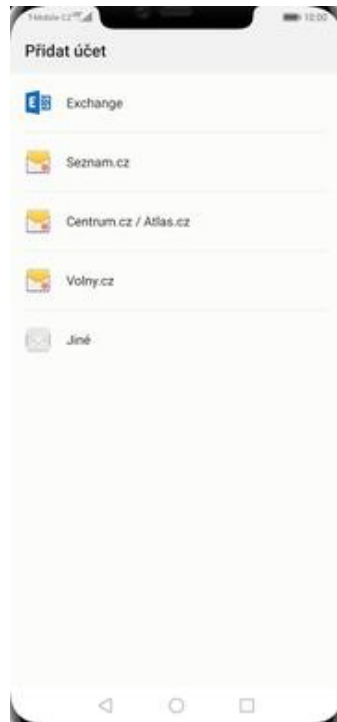 T-Mobile CZ 10:00
Přidat účet
Exchange
Seznam.cz
Centrum.cz / Atlas.cz
Volny.cz
Jiné